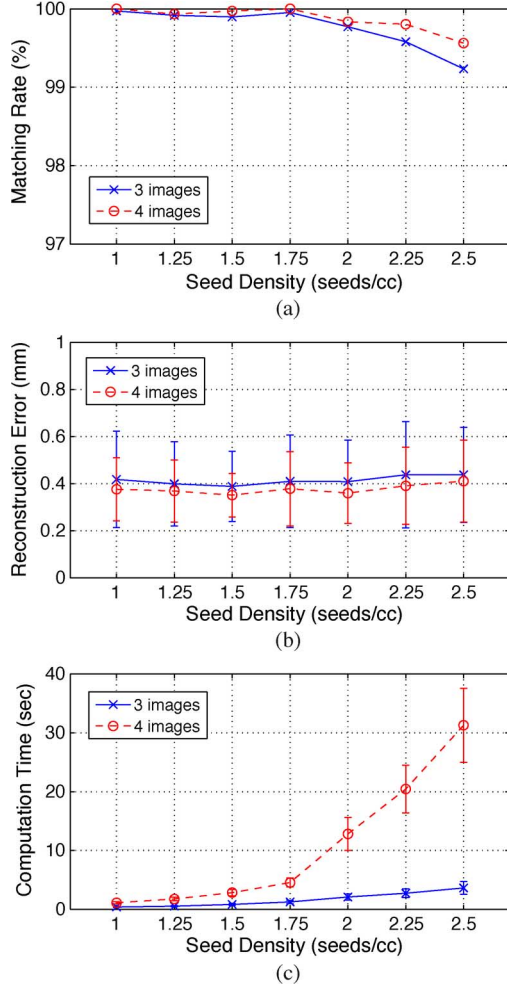 100
99
98
97
Matching Rate (%)
3 images
4 images
1 1.25 1.5 1.75 2 2.25 2.5
Seed Density (seeds/cc)
(a)
1
0.8
0.6
0.4
0.2
0
Reconstruction Error (mm)
3 images
4 images
1 1.25 1.5 1.75 2 2.25 2.5
Seed Density (seeds/cc)
(b)
40
30
20
10
0
Computation Time (sec)
3 images
4 images
1 1.25 1.5 1.75 2 2.25 2.5
Seed Density (seeds/cc)
(c)